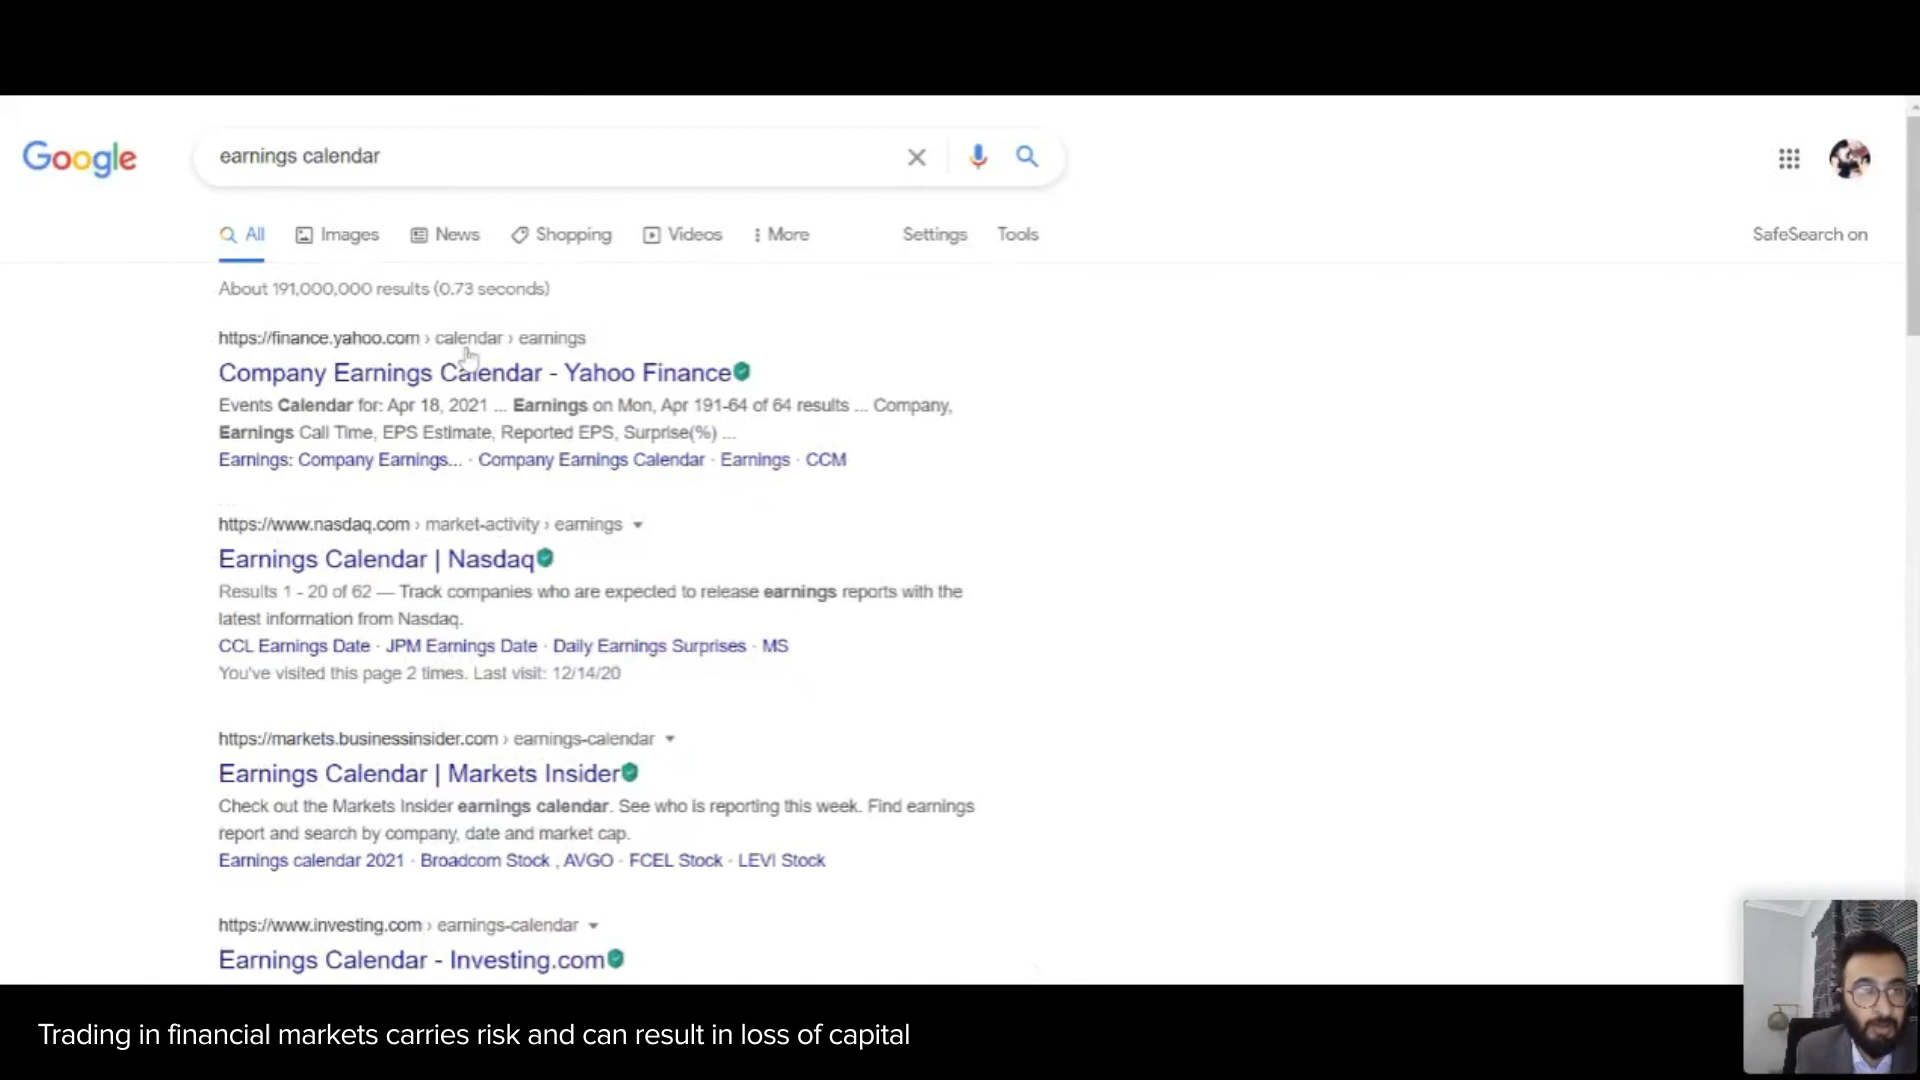 Google
earnings calendar
All Images News Shopping Videos More Settings Tools SafeSearch on
About 191,000,000 results (0.73 seconds)
https://finance.yahoo.com › calendar › earnings
Company Earnings Calendar - Yahoo Finance
Events Calendar for: Apr 18, 2021 ... Earnings on Mon, Apr 191-64 of 64 results ... Company,
Earnings Call Time, EPS Estimate, Reported EPS, Surprise(%) ...
Earnings: Company Earnings... · Company Earnings Calendar · Earnings · CCM
https://www.nasdaq.com › market-activity › earnings
Earnings Calendar | Nasdaq
Results 1 - 20 of 62 — Track companies who are expected to release earnings reports with the
latest information from Nasdaq.
CCL Earnings Date · JPM Earnings Date · Daily Earnings Surprises · MS
You've visited this page 2 times. Last visit: 12/14/20
https://markets.businessinsider.com › earnings-calendar
Earnings Calendar | Markets Insider
Check out the Markets Insider earnings calendar. See who is reporting this week. Find earnings
report and search by company, date and market cap.
Earnings calendar 2021 · Broadcom Stock , AVGO · FCEL Stock · LEVI Stock
https://www.investing.com › earnings-calendar
Earnings Calendar - Investing.com
Trading in financial markets carries risk and can result in loss of capital